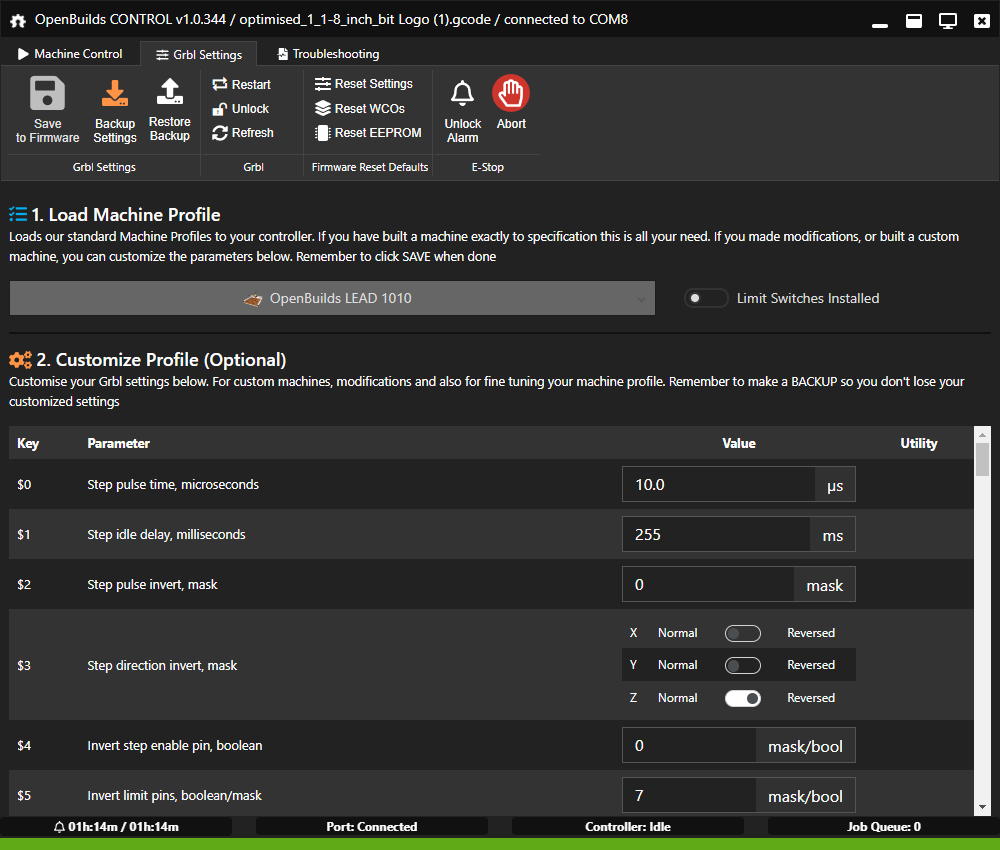 OpenBuilds CONTROL v1.0.344 / optimised_1_1-8_inch_bit Logo (1).gcode / connected to COM8
Machine Control
Grbl Settings
Troubleshooting
Save
to Firmware
Backup
Settings
Restore
Backup
Grbl Settings
Restart
Unlock
Refresh
Grbl
Reset Settings
Reset WCOs
Reset EEPROM
Firmware Reset Defaults
Unlock
Alarm
Abort
E-Stop
1. Load Machine Profile
Loads our standard Machine Profiles to your controller. If you have built a machine exactly to specification this is all your need. If you made modifications, or built a custom
machine, you can customize the parameters below. Remember to click SAVE when done
OpenBuilds LEAD 1010
Limit Switches Installed
2. Customize Profile (Optional)
Customise your Grbl settings below. For custom machines, modifications and also for fine tuning your machine profile. Remember to make a BACKUP so you don't lose your
customized settings
Key Parameter Value Utility
$0 Step pulse time, microseconds 10.0 µs
$1 Step idle delay, milliseconds 255 ms
$2 Step pulse invert, mask 0 mask
$3 Step direction invert, mask
X Normal Reversed
Y Normal Reversed
Z Normal Reversed
$4 Invert step enable pin, boolean 0 mask/bool
$5 Invert limit pins, boolean/mask 7 mask/bool
01h:14m / 01h:14m
Port: Connected
Controller: Idle
Job Queue: 0